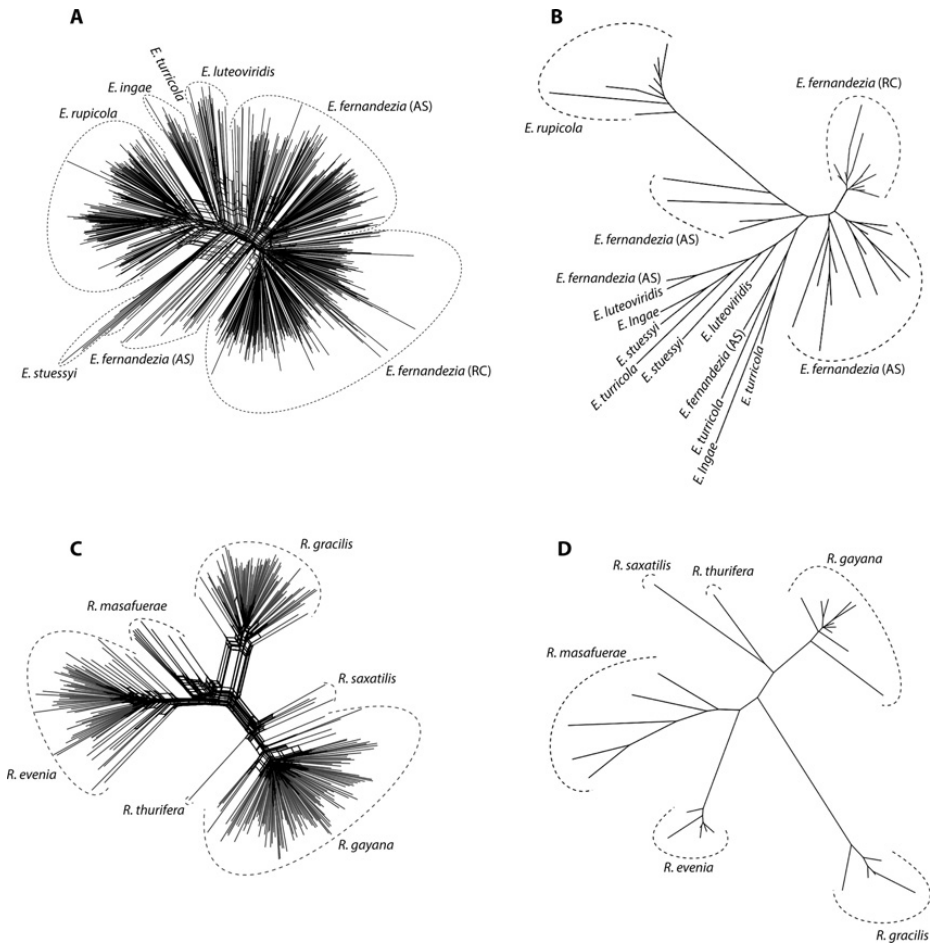 A
E. turricola
E. luteoviridis
E. ingae
E. fernandezia (AS)
E. rupicola
E. fernandezia (AS)
E. stuessyi
E. fernandezia (RC)
B
E. fernandezia (RC)
E. rupicola
E. fernandezia (AS)
E. fernandezia (AS)
E. luteoviridis
E. Ingae
E. stuessyi
E. turricola
E. stuessyi
E. luteoviridis
E. fernandezia (AS)
E. turricola
E. Ingae
E. turricola
E. fernandezia (AS)
C
R. gracilis
R. masafuerae
R. saxatilis
R. evenia
R. thurifera
R. gayana
D
R. gayana
R. saxatilis
R. thurifera
R. masafuerae
R. evenia
R. gracilis